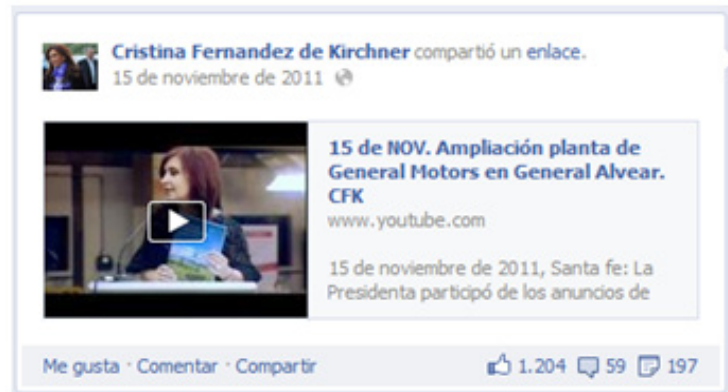 Cristina Fernandez de Kirchner compartió un enlace.
15 de noviembre de 2011
15 de NOV. Ampliación planta de
General Motors en General Alvear.
CFK
www.youtube.com
15 de noviembre de 2011, Santa fe: La
Presidenta participó de los anuncios de
Me gusta · Comentar · Compartir 1.204 59 197